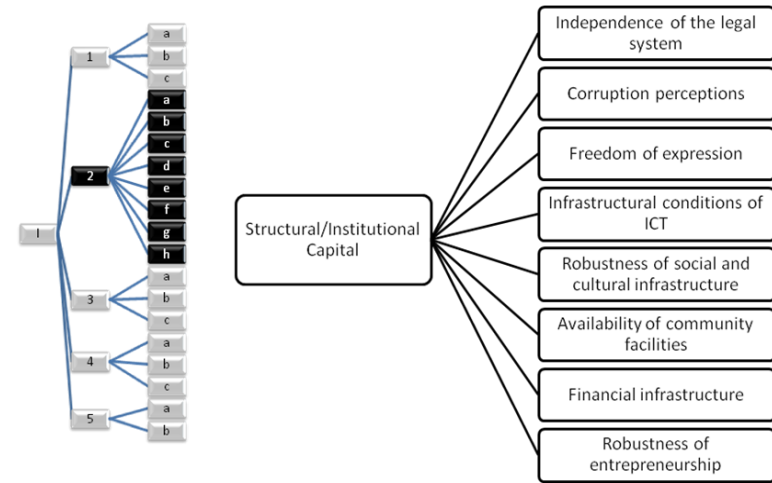 I
1
a
b
c
2
a
b
c
d
e
f
g
h
3
a
b
c
4
a
b
c
5
a
b
Structural/Institutional
Capital
Independence of the legal
system
Corruption perceptions
Freedom of expression
Infrastructural conditions of
ICT
Robustness of social and
cultural infrastructure
Availability of community
facilities
Financial infrastructure
Robustness of
entrepreneurship